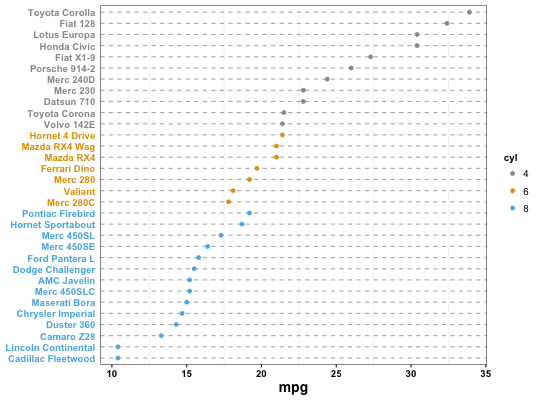 Toyota Corolla
Fiat 128
Lotus Europa
Honda Civic
Fiat X1-9
Porsche 914-2
Merc 240D
Merc 230
Datsun 710
Toyota Corona
Volvo 142E
Hornet 4 Drive
Mazda RX4 Wag
Mazda RX4
Ferrari Dino
Merc 280
Valiant
Merc 280C
Pontiac Firebird
Hornet Sportabout
Merc 450SL
Merc 450SE
Ford Pantera L
Dodge Challenger
AMC Javelin
Merc 450SLC
Maserati Bora
Chrysler Imperial
Duster 360
Camaro Z28
Lincoln Continental
Cadillac Fleetwood
10 15 20 25 30 35
mpg
cyl
4
6
8